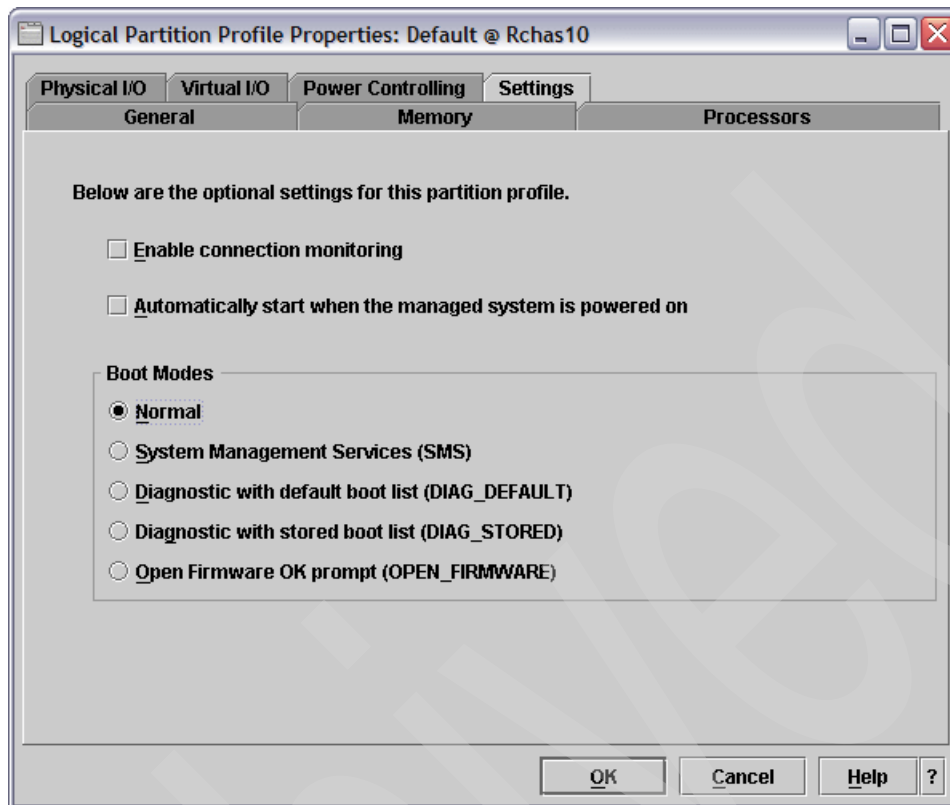 Logical Partition Profile Properties: Default @ Rchas10
Physical I/O Virtual I/O Power Controlling Settings
General Memory Processors
Below are the optional settings for this partition profile.
Enable connection monitoring
Automatically start when the managed system is powered on
Boot Modes
Normal
System Management Services (SMS)
Diagnostic with default boot list (DIAG_DEFAULT)
Diagnostic with stored boot list (DIAG_STORED)
Open Firmware OK prompt (OPEN_FIRMWARE)
OK Cancel Help ?